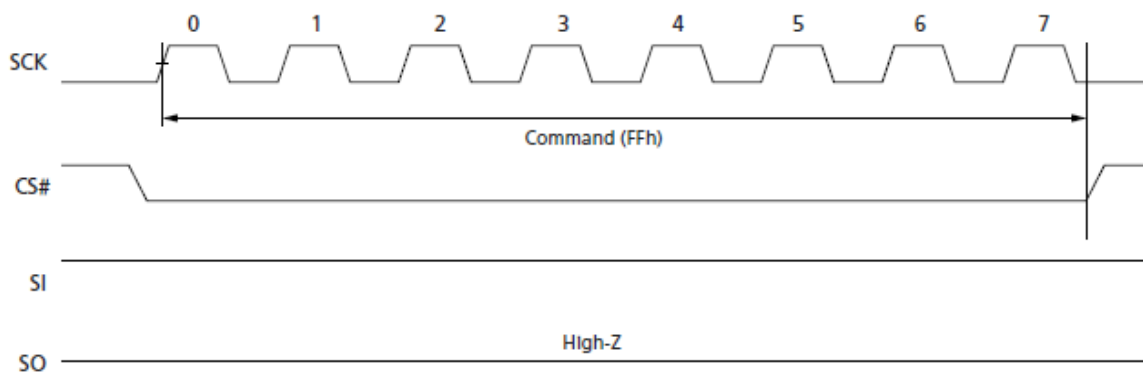 0 1 2 3 4 5 6 7
SCK
Command (FFh)
CS#
SI
High-Z
SO